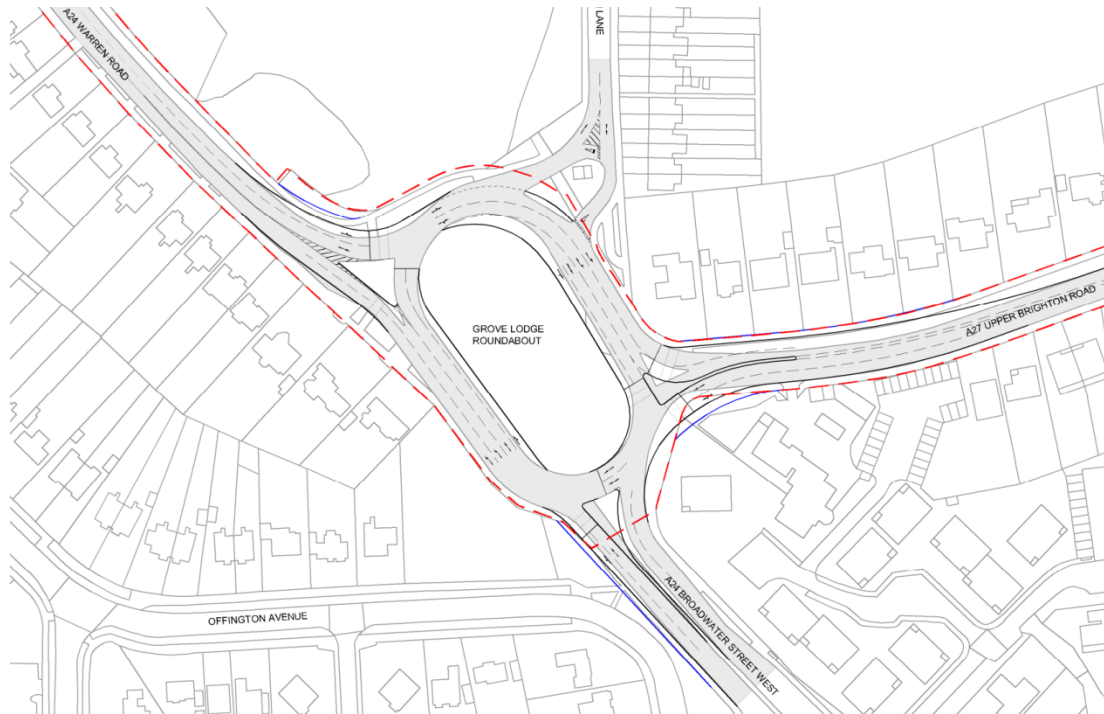 A24 WARREN ROAD
LANE
GROVE LODGE
ROUNDABOUT
A27 UPPER BRIGHTON ROAD
OFFINGTON AVENUE
A24 BROADWATER STREET WEST